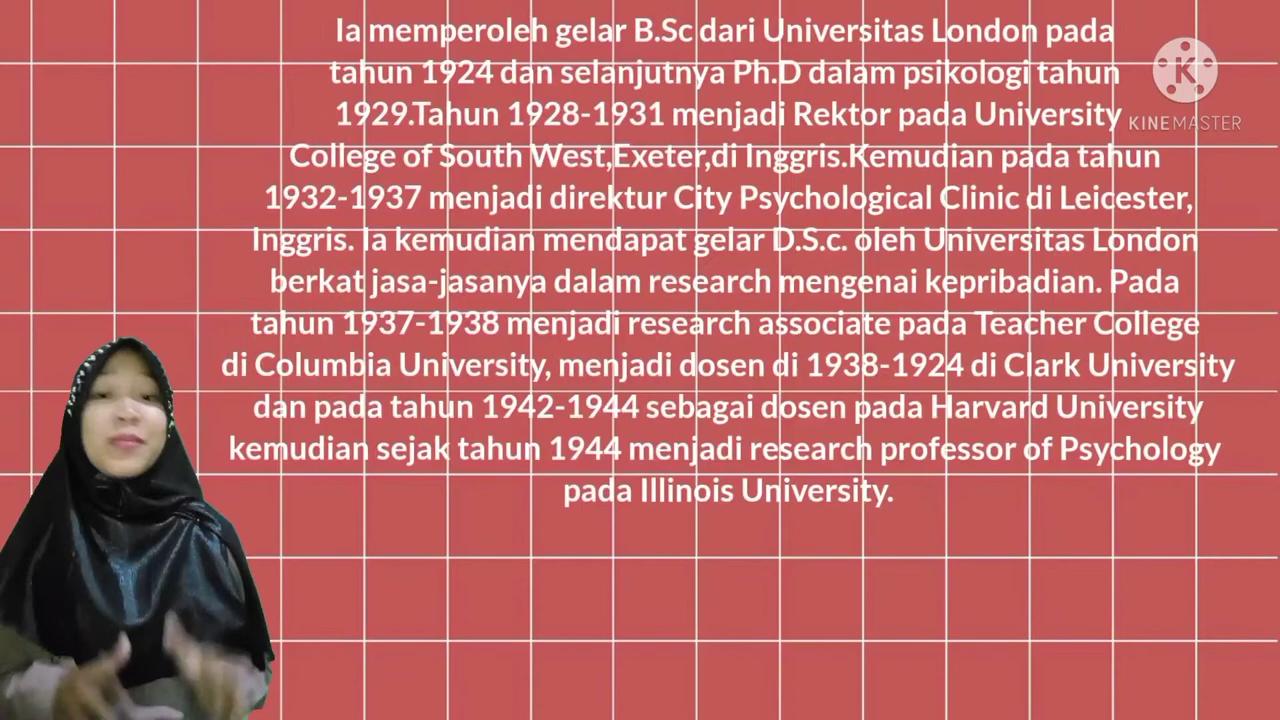 Ia memperoleh gelar B.Sc dari Universitas London pada
tahun 1924 dan selanjutnya Ph.D dalam psikologi tahun
1929.Tahun 1928-1931 menjadi Rektor pada University
College of South West,Exeter,di Inggris.Kemudian pada tahun
1932-1937 menjadi direktur City Psychological Clinic di Leicester,
Inggris. Ia kemudian mendapat gelar D.S.c. oleh Universitas London
berkat jasa-jasanya dalam research mengenai kepribadian. Pada
tahun 1937-1938 menjadi research associate pada Teacher College
di Columbia University, menjadi dosen di 1938-1924 di Clark University
dan pada tahun 1942-1944 sebagai dosen pada Harvard University
kemudian sejak tahun 1944 menjadi research professor of Psychology
pada Illinois University.
K
KINEMASTER